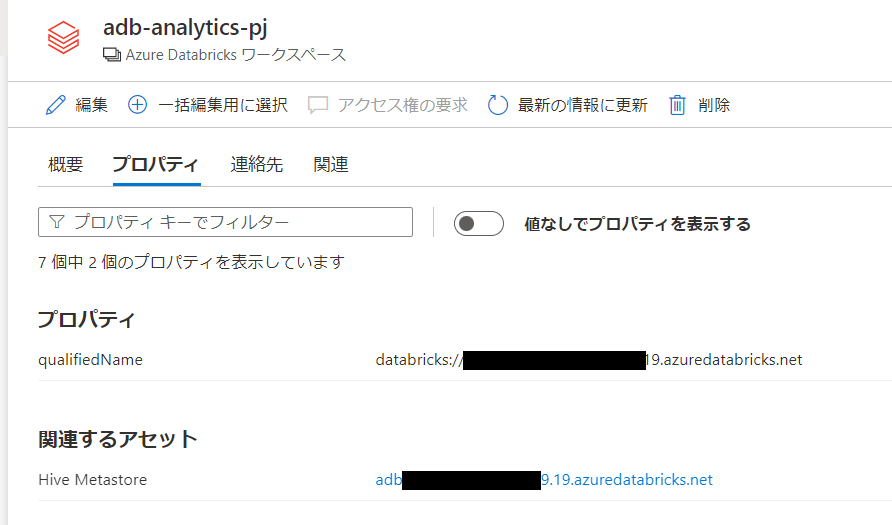 adb-analytics-pj
Azure Databricks ワークスペース
編集 一括編集用に選択 アクセス権の要求 最新の情報に更新 削除
概要 プロパティ 連絡先 関連
プロパティ キーでフィルター 値なしでプロパティを表示する
7 個中 2 個のプロパティを表示しています
プロパティ
qualifiedName databricks:// 19.azuredatabricks.net
関連するアセット
Hive Metastore adb 9.19.azuredatabricks.net